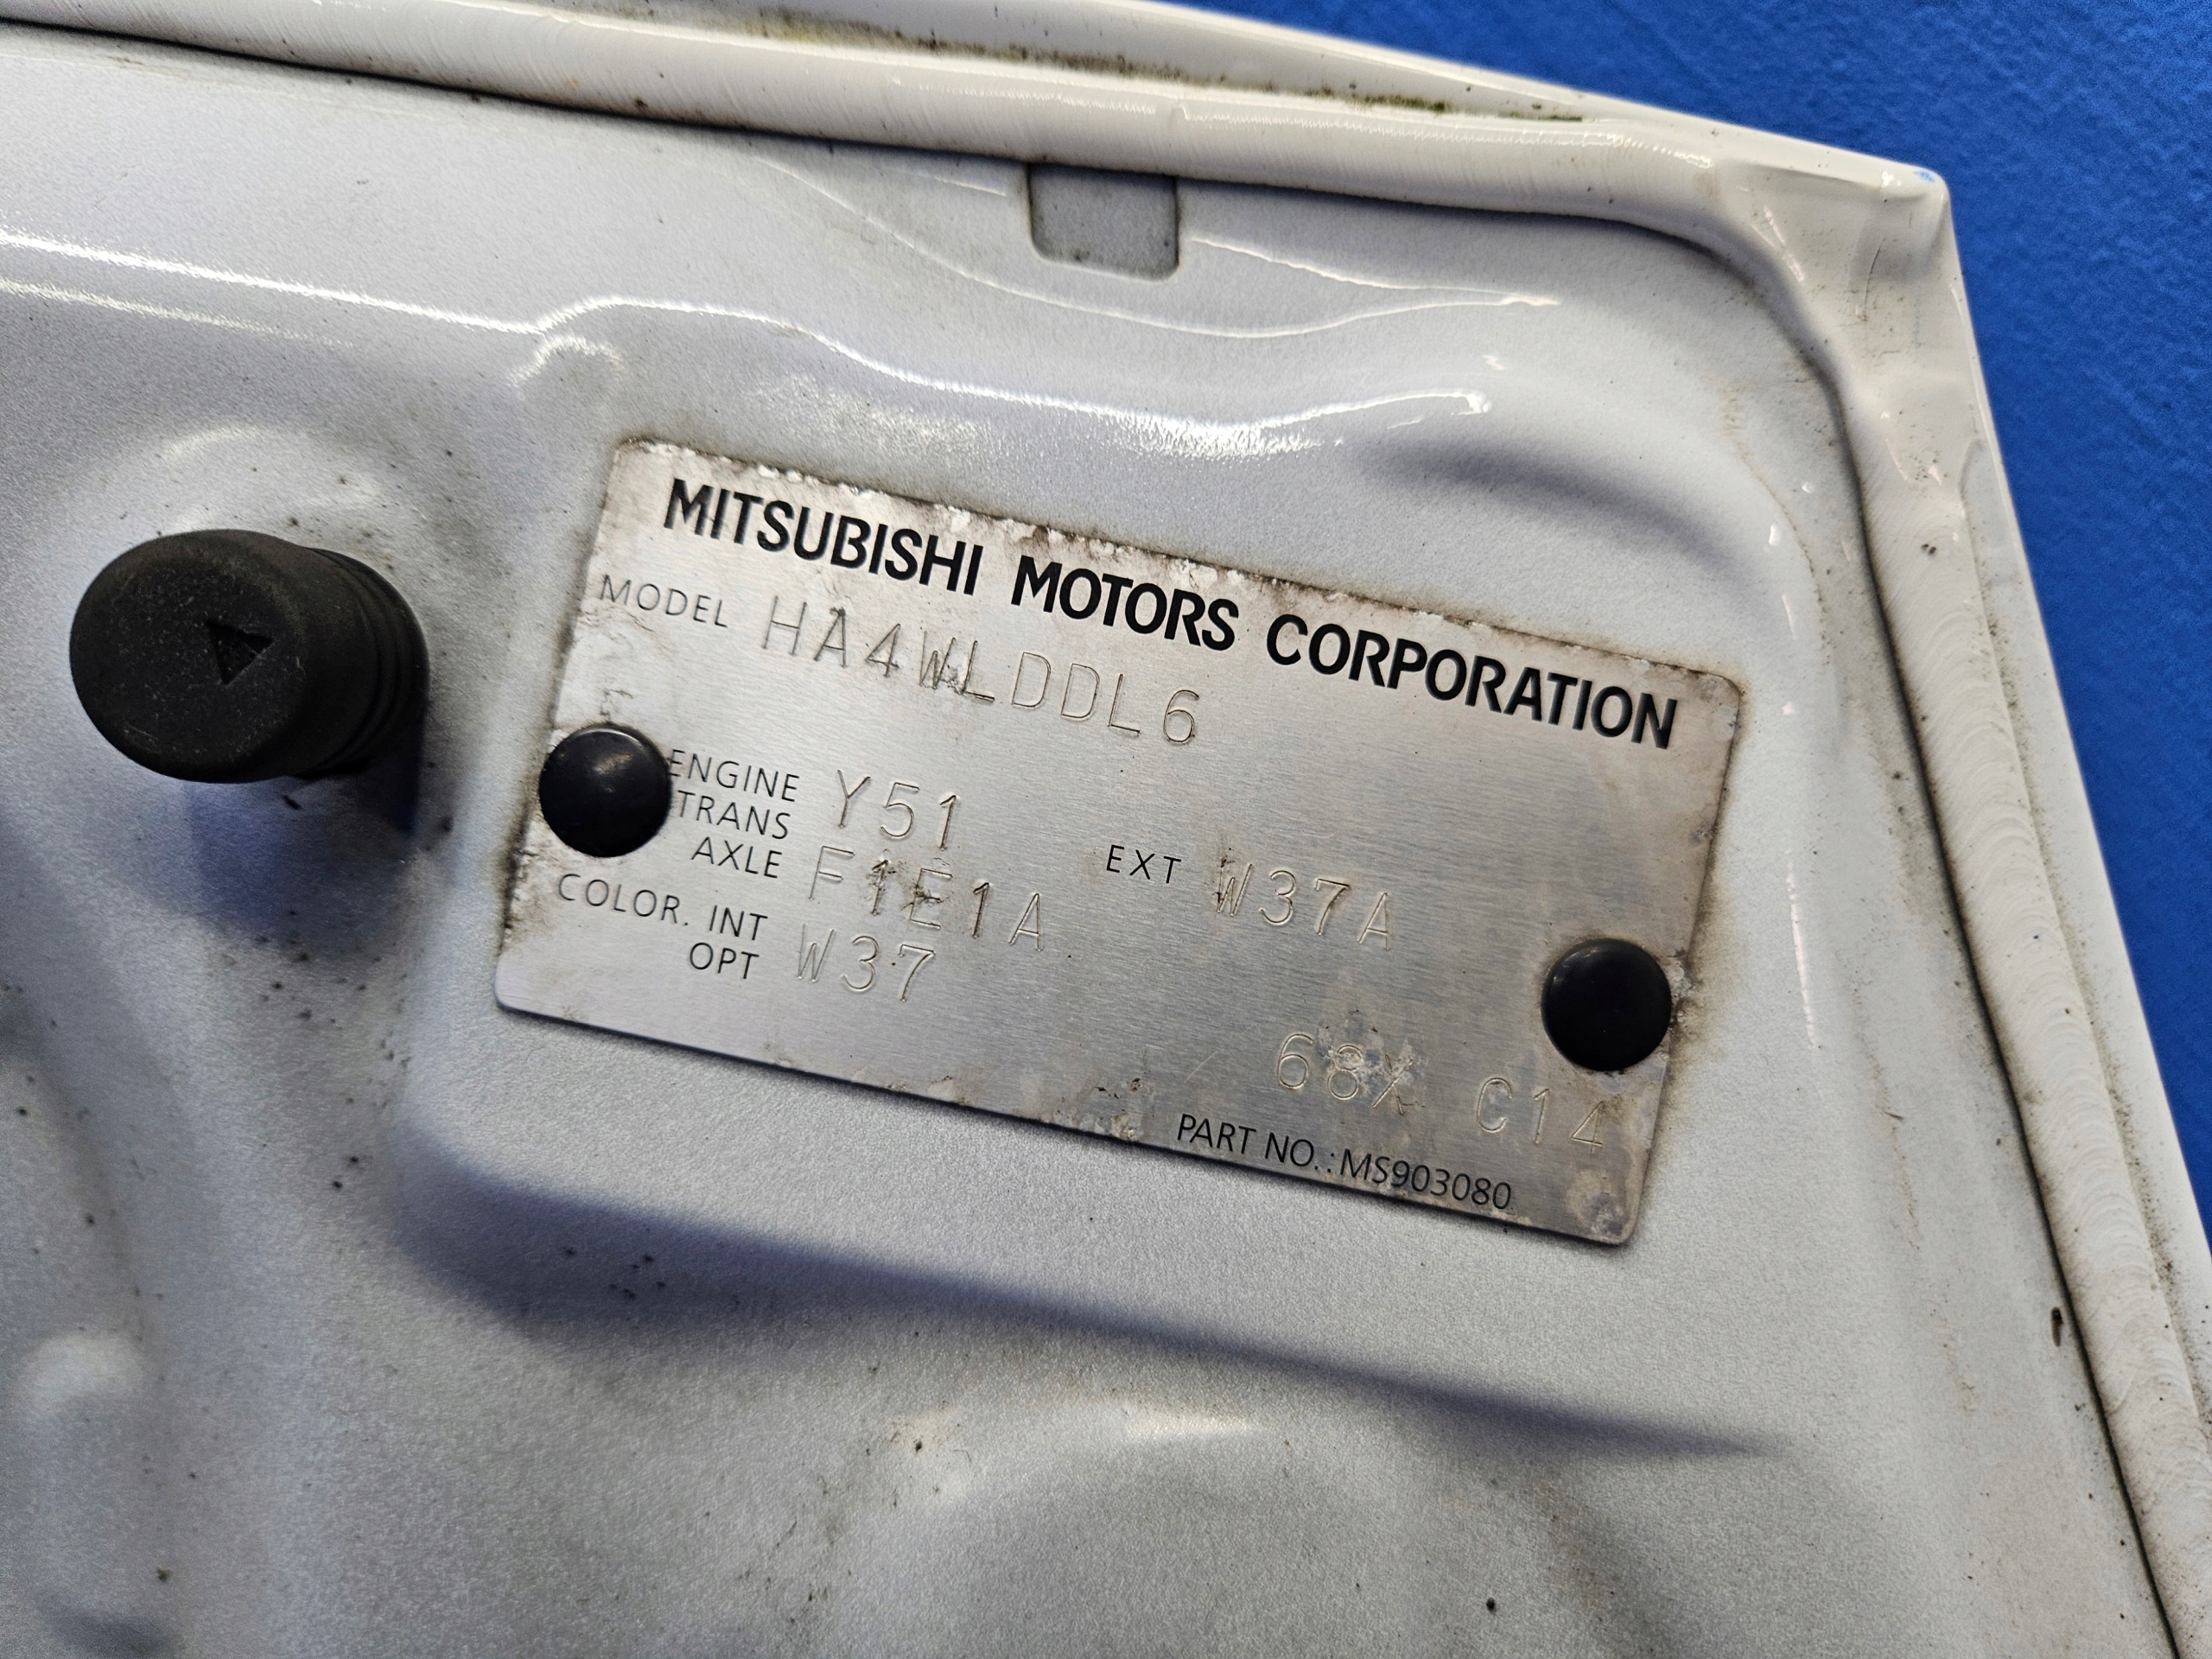 MITSUBISHI MOTORS CORPORATION
MODEL HA4WLDDL6
ENGINE Y51
TRANS
AXLE F1E1A EXT W37A
COLOR. INT
OPT W37
68X C14
PART NO.:MS903080